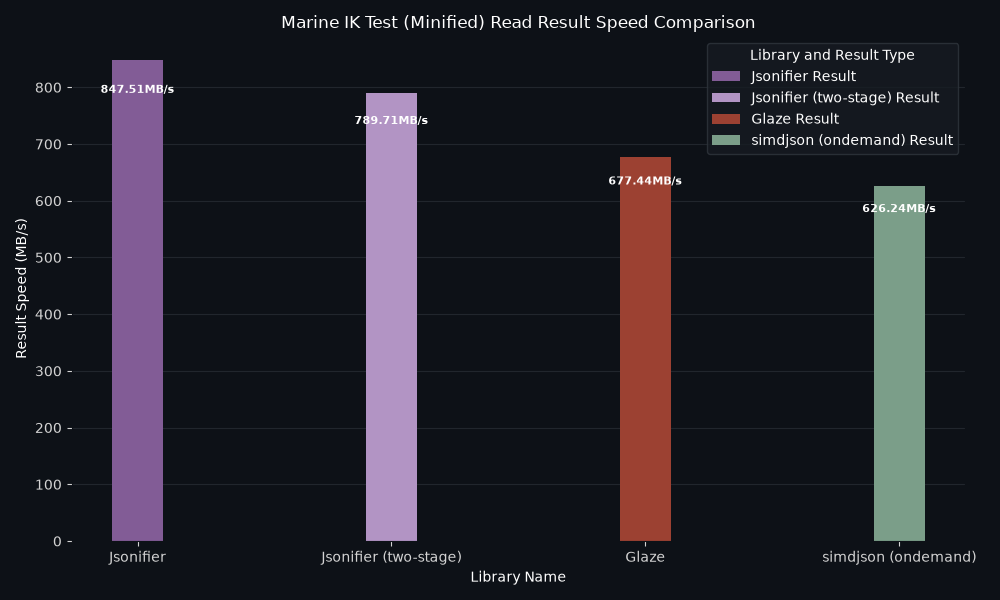 Marine IK Test (Minified) Read Result Speed Comparison
Library and Result Type
Jsonifier Result
Jsonifier (two-stage) Result
Glaze Result
simdjson (ondemand) Result
847.51MB/s
789.71MB/s
677.44MB/s
626.24MB/s
Result Speed (MB/s)
800
700
600
500
400
300
200
100
0
Jsonifier
Jsonifier (two-stage)
Glaze
simdjson (ondemand)
Library Name